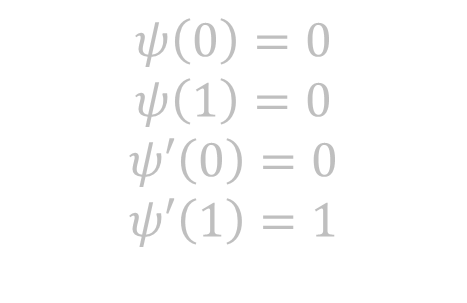 𝜓(0) = 0
𝜓(1) = 0
𝜓′(0) = 0
𝜓′(1) = 1